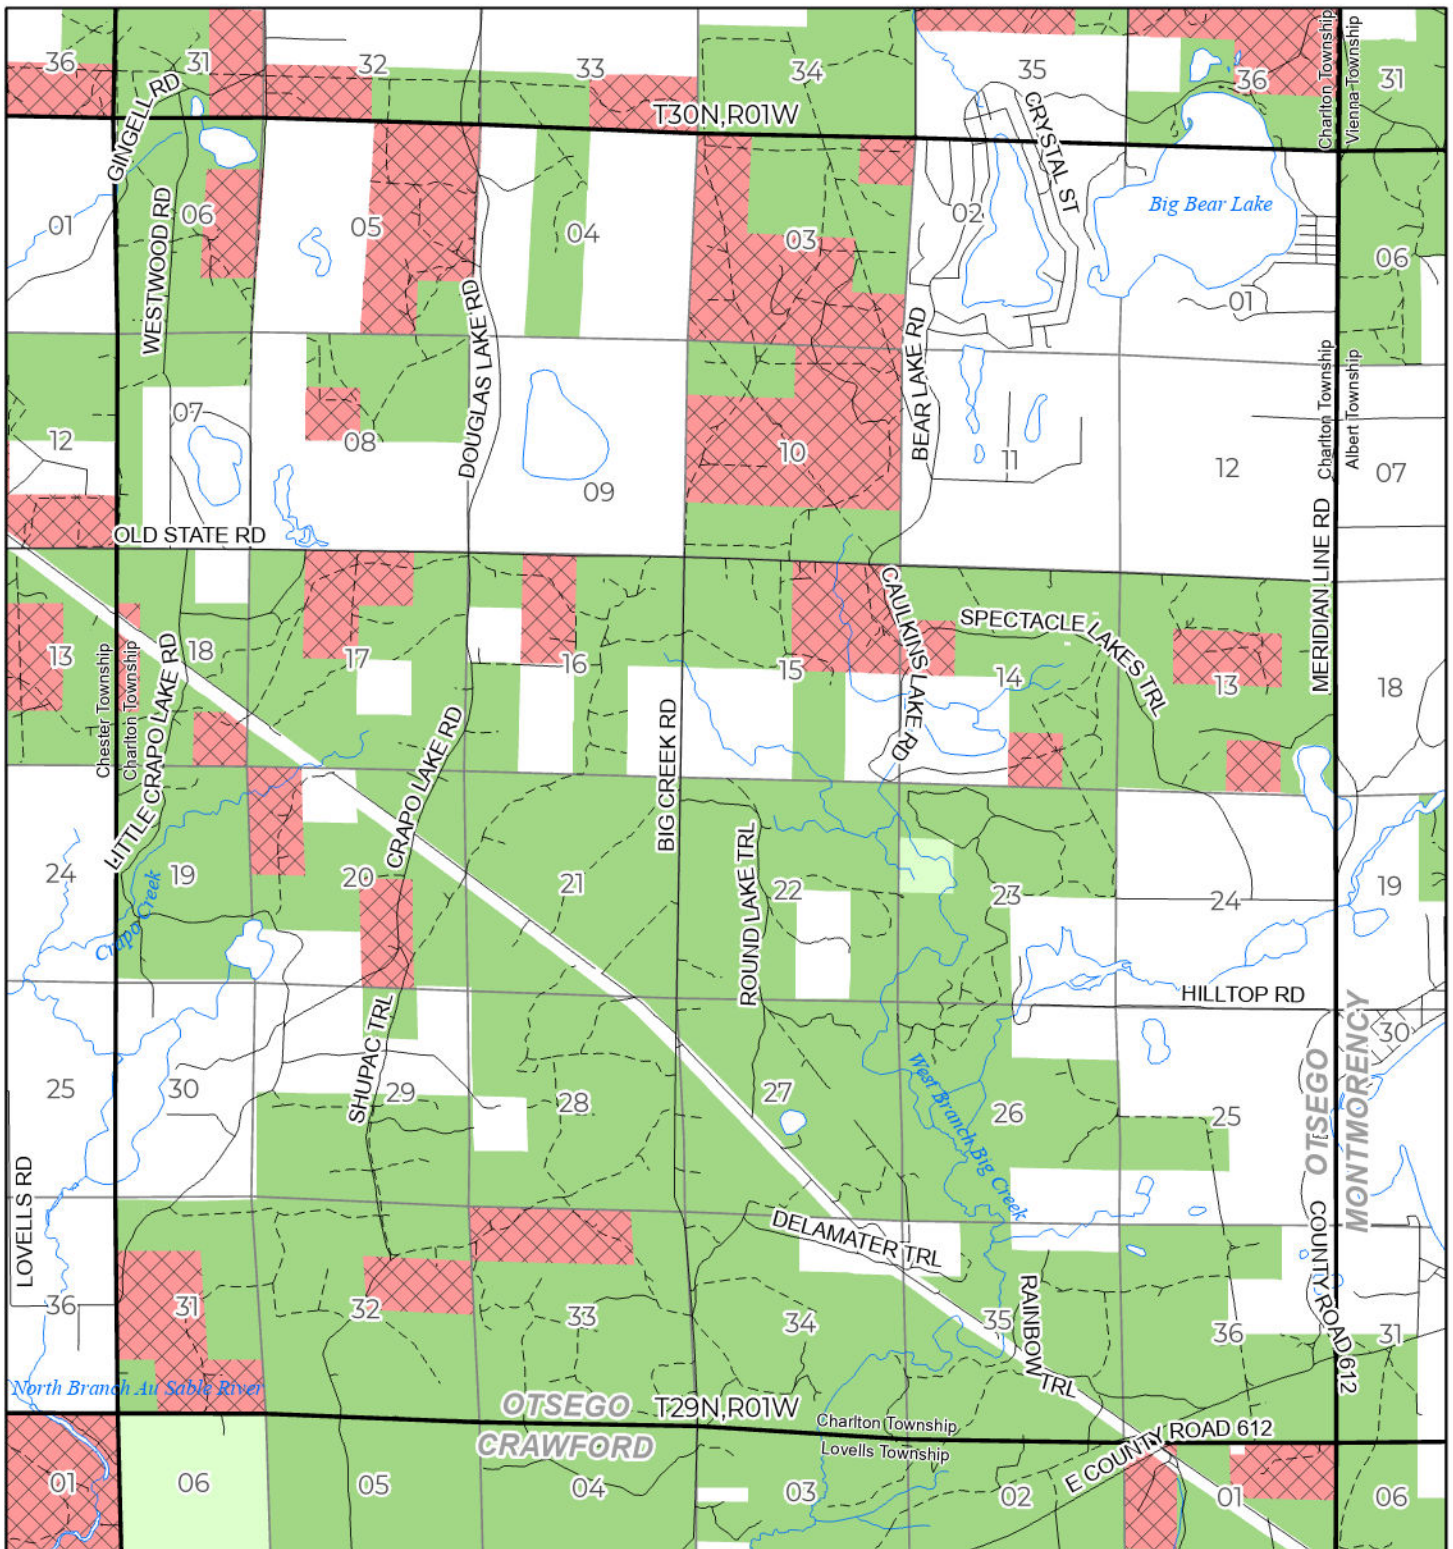 36
31
32
33
34
35
36
31
Charlton Township
Vienna Township
GINGELL RD
T30N,R01W
CRYSTAL ST
01
WESTWOOD RD
06
05
04
03
02
Big Bear Lake
01
06
DOUGLAS LAKE RD
BEAR LAKE RD
Charlton Township
Albert Township
12
07
08
09
10
11
12
07
OLD STATE RD
MERIDIAN LINE RD
CAULKINS LAKE RD
SPECTACLE LAKES TRL
13
Chester Township
Charlton Township
LITTLE CRAPO LAKE RD
18
17
16
15
14
13
18
CRAPO LAKE RD
BIG CREEK RD
24
Crapo Creek
19
20
21
ROUND LAKE TRL
22
23
24
19
HILLTOP RD
SHUPAC TRL
25
30
29
28
27
West Branch Big Creek
26
25
30
OTSEGO
MONTMORENCY
LOVELLS RD
DELAMATER TRL
RAINBOW TRL
COUNTY ROAD 612
36
31
32
33
34
35
36
31
North Branch Au Sable River
OTSEGO
T29N,R01W
CRAWFORD
Charlton Township
Lovells Township
E COUNTY ROAD 612
01
06
05
04
03
02
01
06